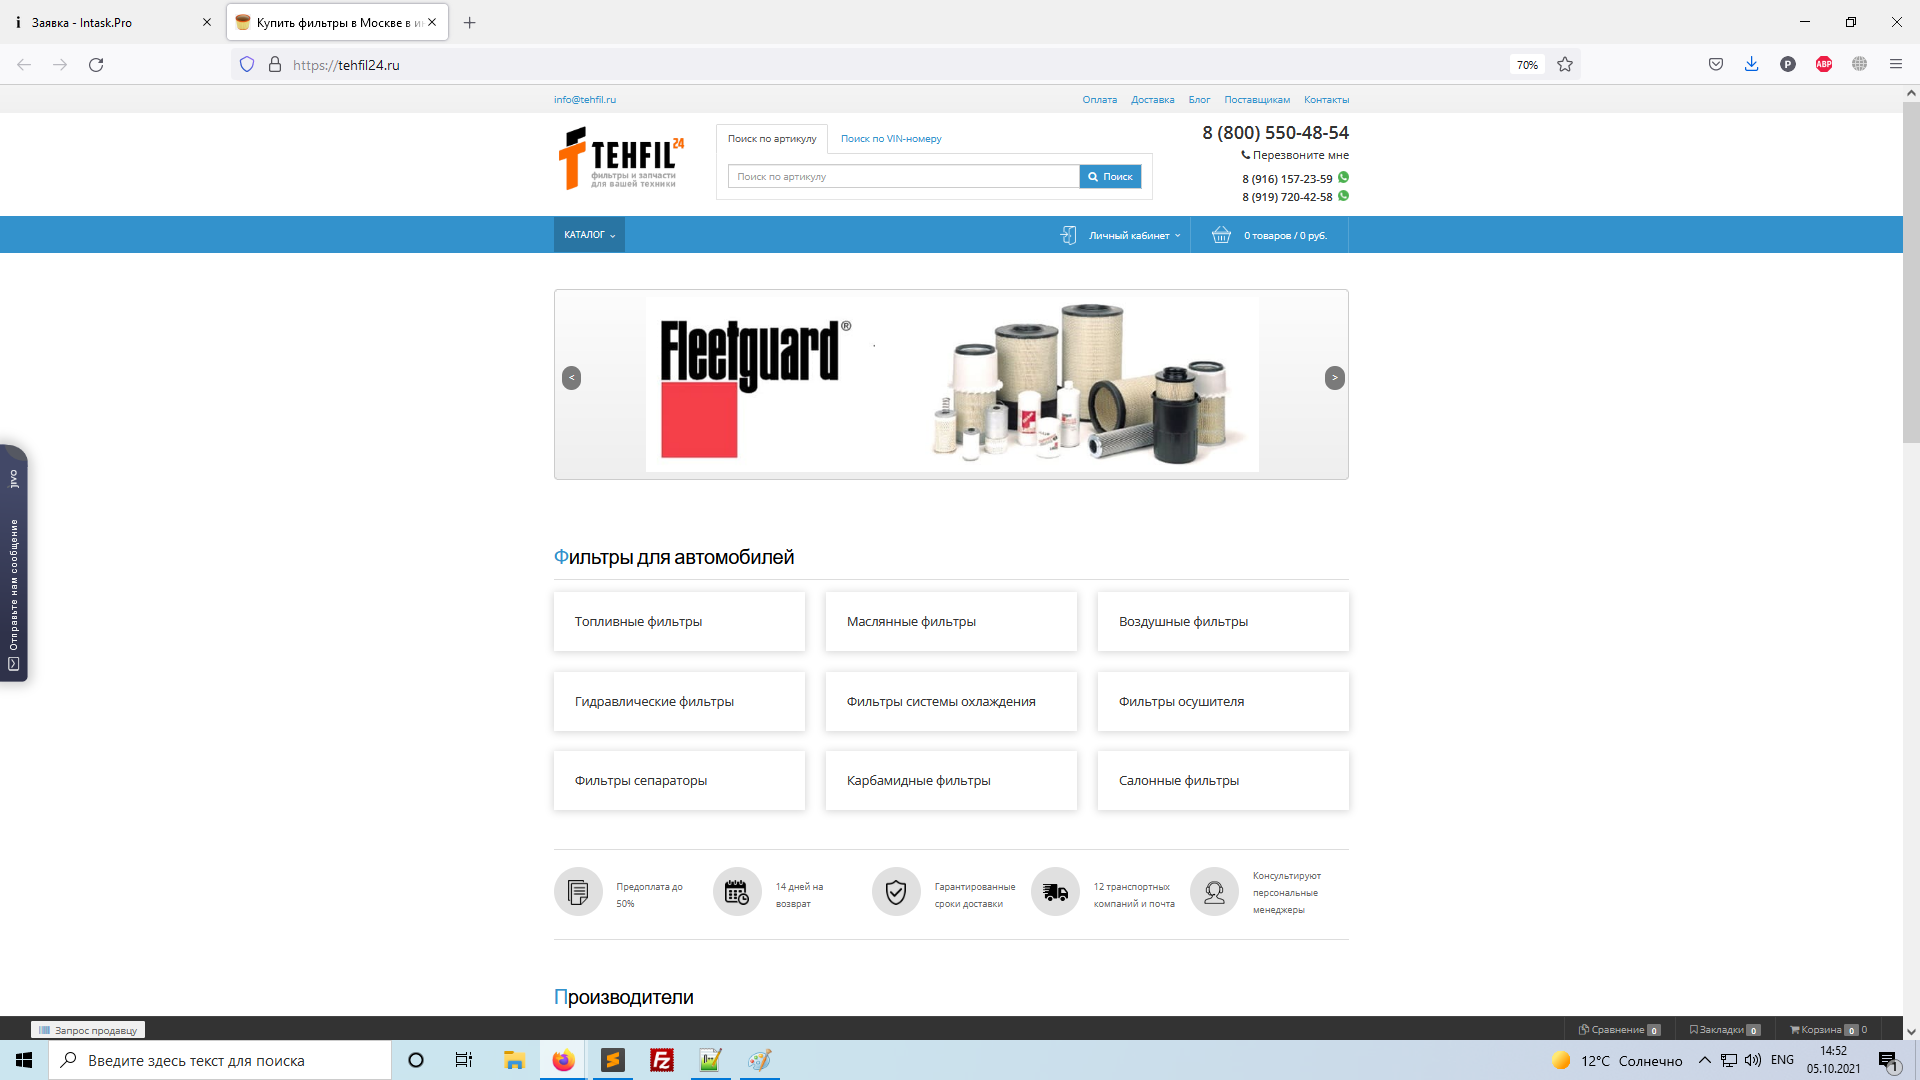 Заявка - Intask.Pro
Купить фильтры в Москве в ин
https://tehfil24.ru
70%
info@tehfil.ru
Оплата Доставка Блог Поставщикам Контакты
TEHFIL 24
фильтры и запчасти
для вашей техники
Поиск по артикулу Поиск по VIN-номеру
Поиск по артикулу Поиск
8 (800) 550-48-54
Перезвоните мне
8 (916) 157-23-59
8 (919) 720-42-58
КАТАЛОГ
Личный кабинет
0 товаров / 0 руб.
Fleetguard®
< >
jivo
Отправьте нам сообщение
Фильтры для автомобилей
Топливные фильтры
Маслянные фильтры
Воздушные фильтры
Гидравлические фильтры
Фильтры системы охлаждения
Фильтры осушителя
Фильтры сепараторы
Карбамидные фильтры
Салонные фильтры
Предоплата до
50%
14 дней на
возврат
Гарантированные
сроки доставки
12 транспортных
компаний и почта
Консультируют
персональные
менеджеры
Производители
Запрос продавцу
Сравнение 0
Закладки 0
Корзина 0 0
Введите здесь текст для поиска
12°C Солнечно
ENG
14:52
05.10.2021
1